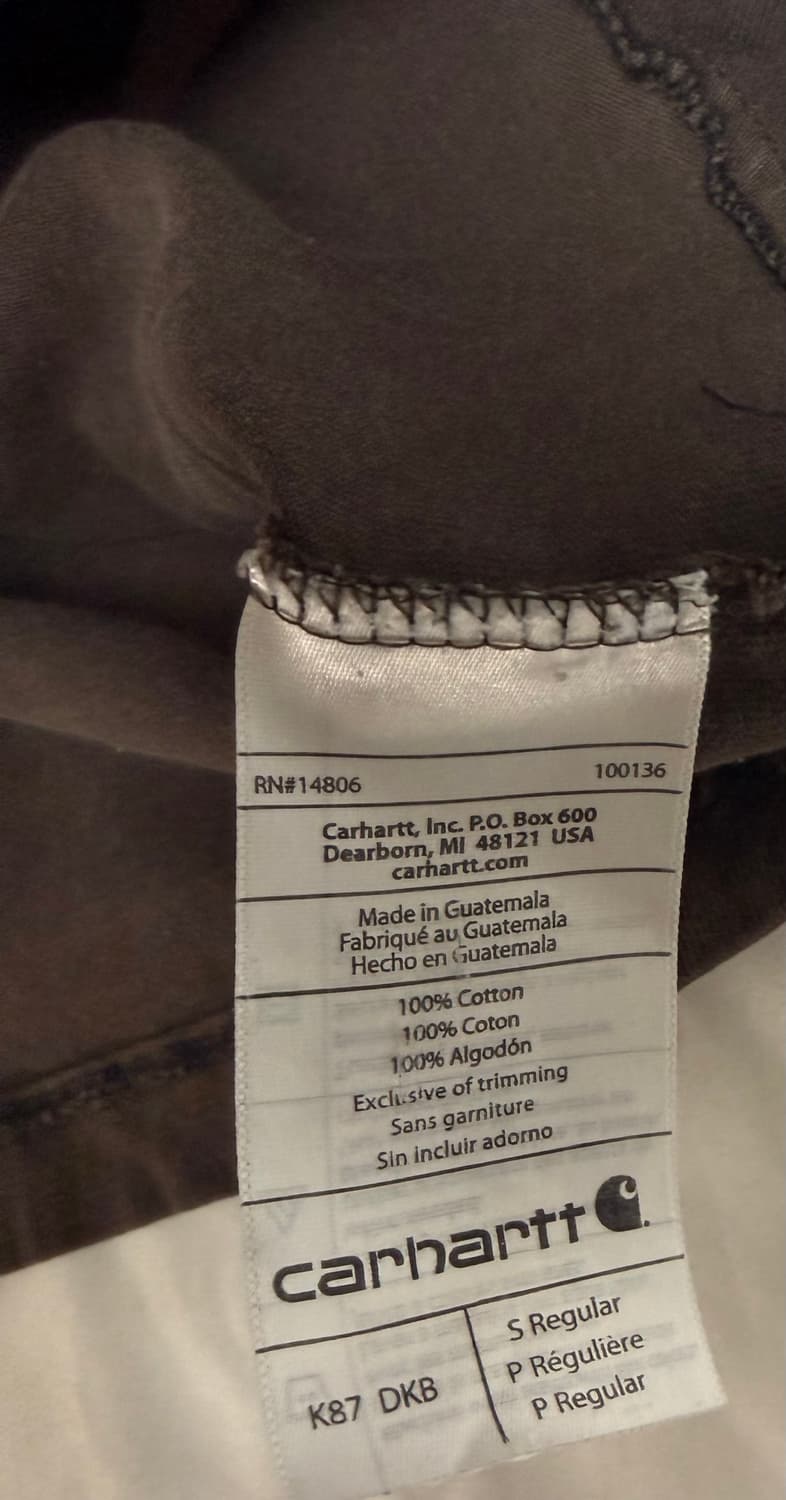 RN#14806 100136
Carhartt, Inc. P.O. Box 600
Dearborn, MI 48121 USA
carhartt.com
Made in Guatemala
Fabriqué au Guatemala
Hecho en Guatemala
100% Cotton
100% Coton
100% Algodón
Exclusive of trimming
Sans garniture
Sin incluir adorno
carhartt
K87 DKB
S Regular
P Régulière
P Regular